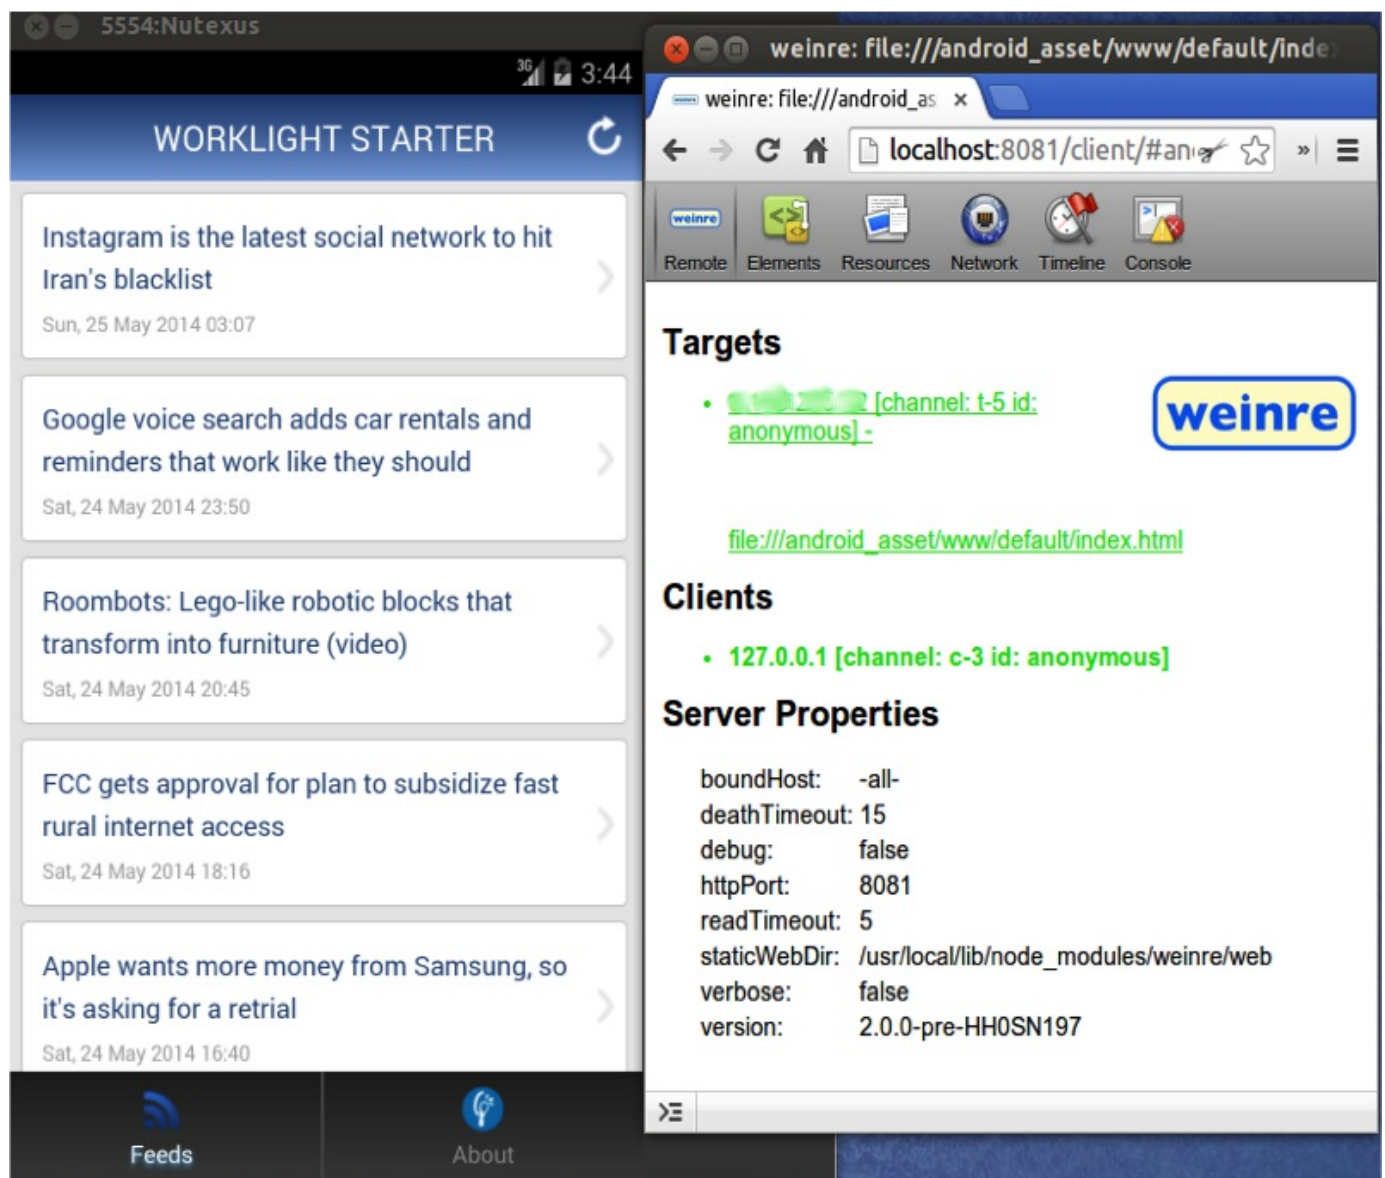 5554:Nutexus
3G 3:44
WORKLIGHT STARTER
Instagram is the latest social network to hit
Iran's blacklist
Sun, 25 May 2014 03:07
Google voice search adds car rentals and
reminders that work like they should
Sat, 24 May 2014 23:50
Roombots: Lego-like robotic blocks that
transform into furniture (video)
Sat, 24 May 2014 20:45
FCC gets approval for plan to subsidize fast
rural internet access
Sat, 24 May 2014 18:16
Apple wants more money from Samsung, so
it's asking for a retrial
Sat, 24 May 2014 16:40
Feeds
About
weinre: file:///android_asset/www/default/inde
weinre: file:///android_as
localhost:8081/client/#an
weinre
Remote Elements Resources Network Timeline Console
Targets
[channel: t-5 id:
anonymous] -
weinre
file:///android_asset/www/default/index.html
Clients
• 127.0.0.1 [channel: c-3 id: anonymous]
Server Properties
boundHost: -all-
deathTimeout: 15
debug: false
httpPort: 8081
readTimeout: 5
staticWebDir: /usr/local/lib/node_modules/weinre/web
verbose: false
version: 2.0.0-pre-HH0SN197